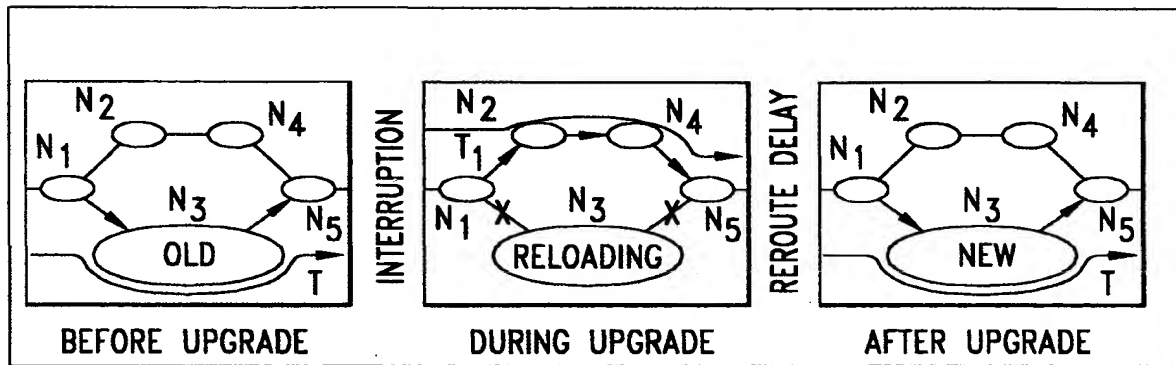 N2
N4
N1
N3
N5
OLD
T
BEFORE UPGRADE
INTERRUPTION
N2
N4
T1
N1
N3
N5
RELOADING
DURING UPGRADE
REROUTE DELAY
N2
N4
N1
N3
N5
NEW
T
AFTER UPGRADE